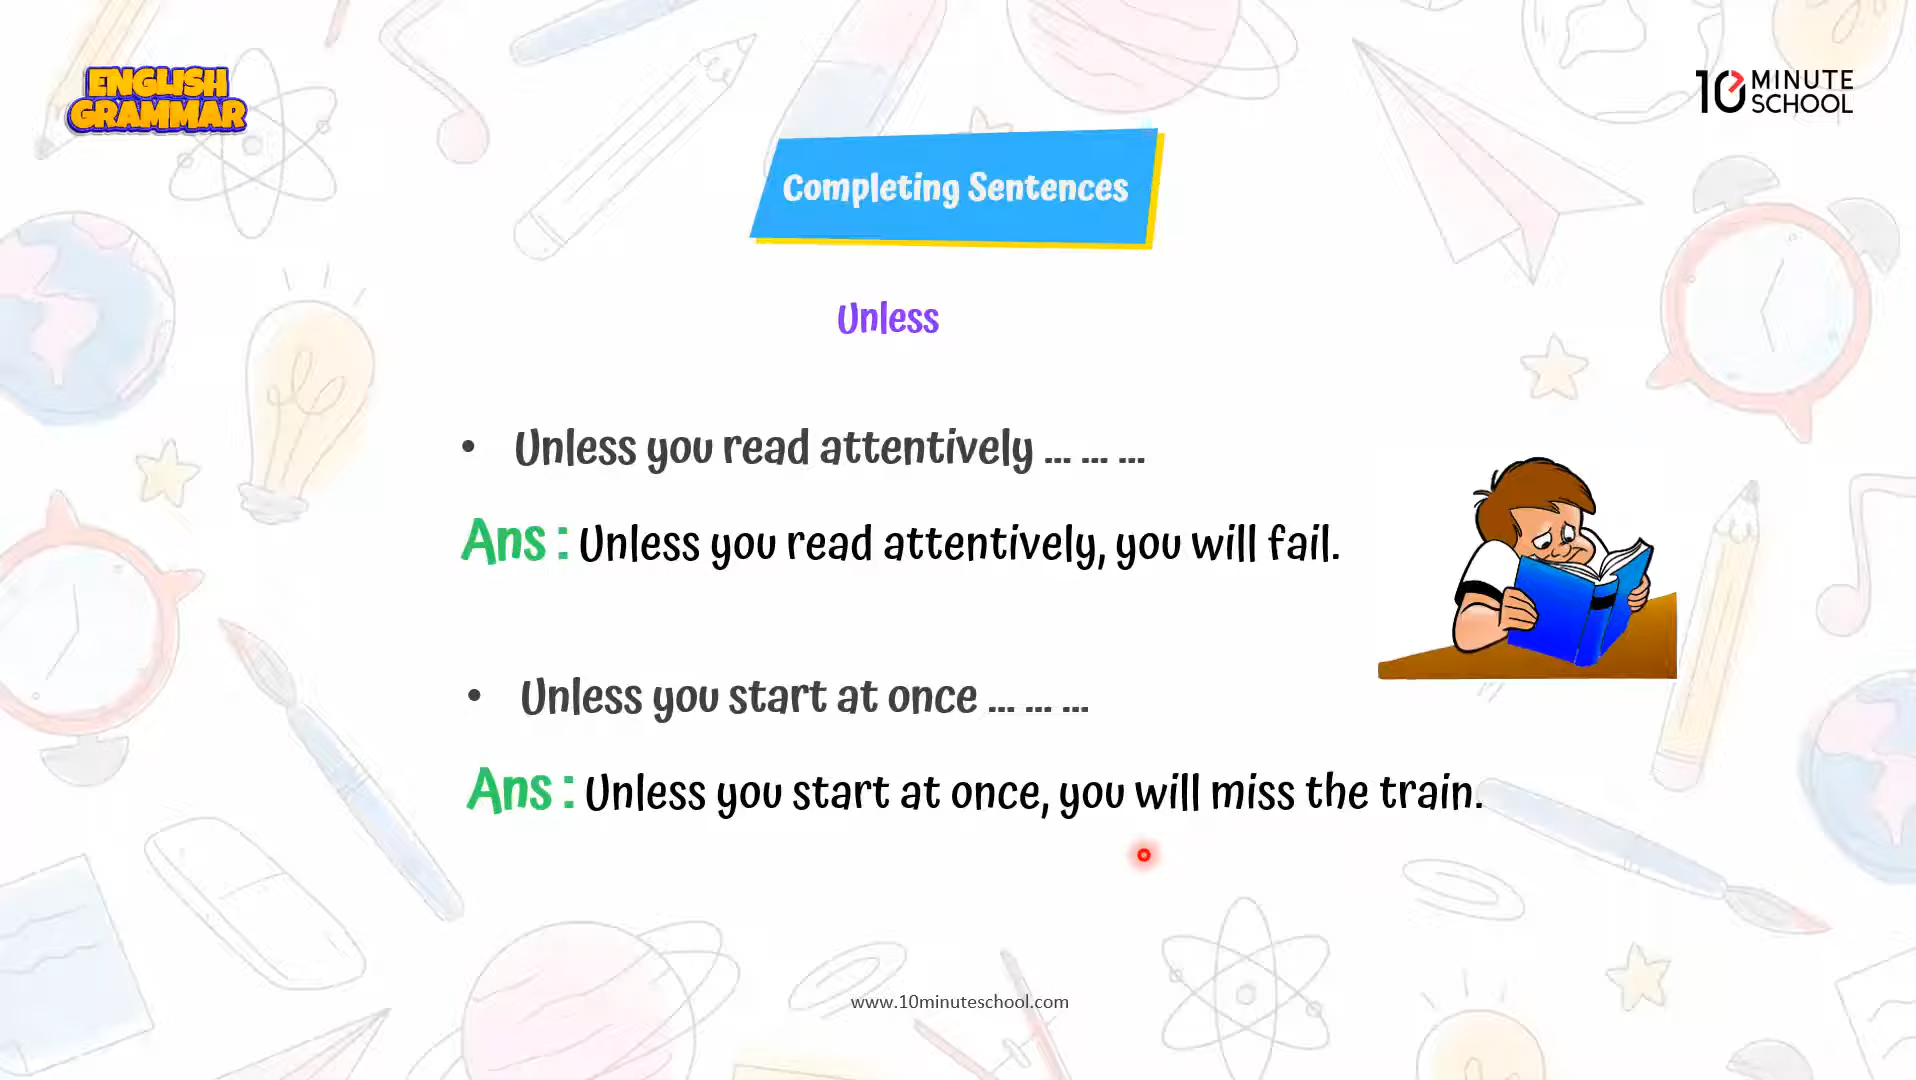 ENGLISH
GRAMMAR
10 MINUTE
SCHOOL
Completing Sentences
Unless
• Unless you read attentively ... ... ...
Ans : Unless you read attentively, you will fail.
• Unless you start at once ... ... ...
Ans : Unless you start at once, you will miss the train.
www.10minuteschool.com